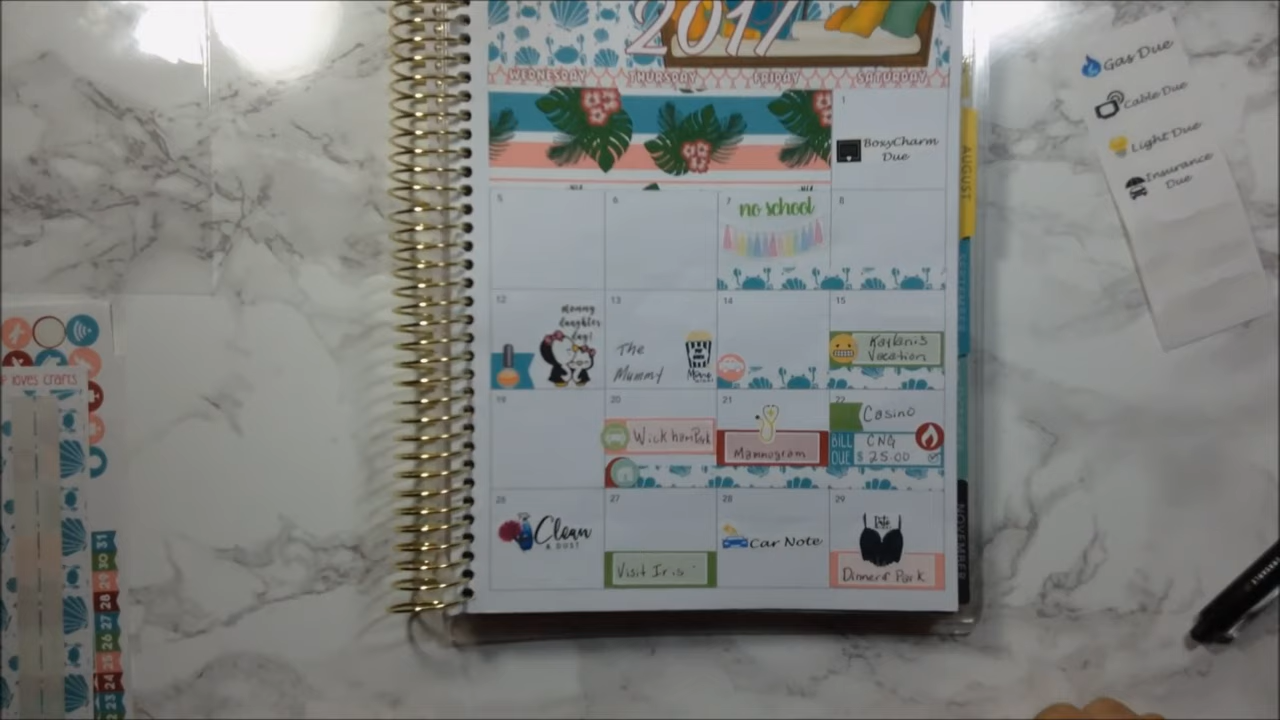 2017
WEDNESDAY THURSDAY FRIDAY SATURDAY
1
BoxyCharm
Due
5 6 7 8
no school
12 13 14 15
Mommy
daughter
day!
The
Mummy
Vacation
19 20 21 22
Casino
Wickham Park
Mammogram
BILL
DUE
CNG
$ 25.00
26 27 28 29
Clean
& DUST
Visit Iris
Car Note
Date
Dinner & Park
Gas Due
Cable Due
Light Due
Insurance
Due
AUGUST
NOVEMBER
P LOVES CRAFTS
31
30
29
28
27
26
25
24
23